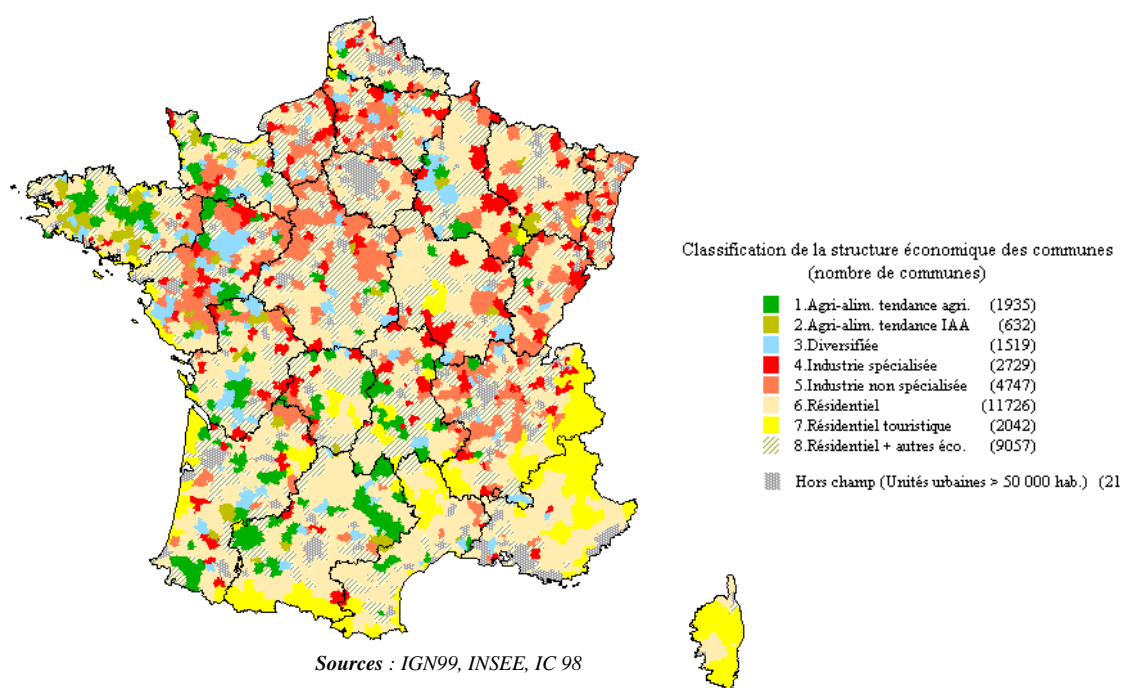 Classification de la structure économique des communes
(nombre de communes)
1.Agri-alim. tendance agri. (1935)
2.Agri-alim. tendance IAA (632)
3.Diversifiée (1519)
4.Industrie spécialisée (2729)
5.Industrie non spécialisée (4747)
6.Résidentiel (11726)
7.Résidentiel touristique (2042)
8.Résidentiel + autres éco. (9057)
Hors champ (Unités urbaines > 50 000 hab.) (21
Sources : IGN99, INSEE, IC 98